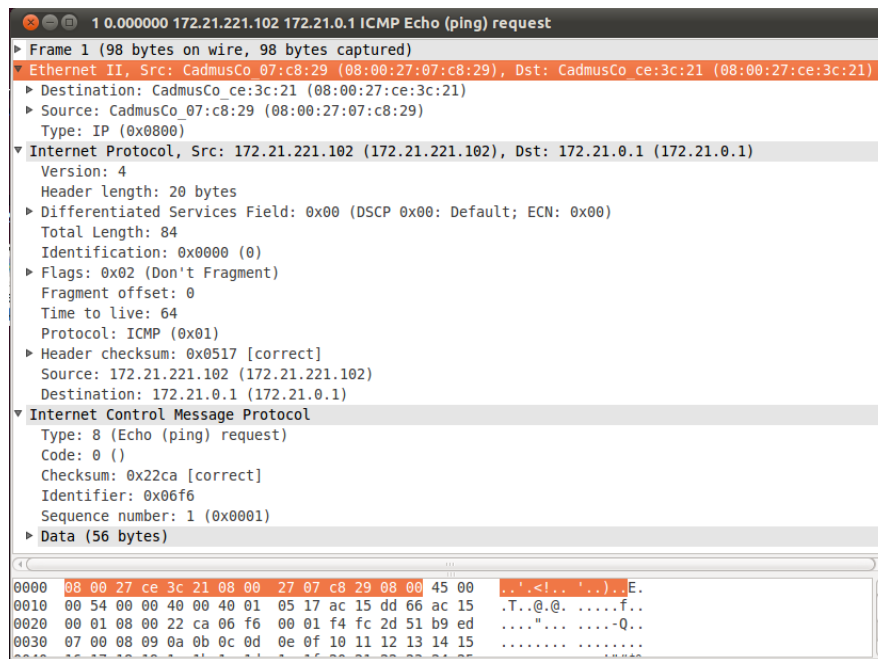 1 0.000000 172.21.221.102 172.21.0.1 ICMP Echo (ping) request
Frame 1 (98 bytes on wire, 98 bytes captured)
Ethernet II, Src: CadmusCo_07:c8:29 (08:00:27:07:c8:29), Dst: CadmusCo_ce:3c:21 (08:00:27:ce:3c:21)
Destination: CadmusCo_ce:3c:21 (08:00:27:ce:3c:21)
Source: CadmusCo_07:c8:29 (08:00:27:07:c8:29)
Type: IP (0x0800)
Internet Protocol, Src: 172.21.221.102 (172.21.221.102), Dst: 172.21.0.1 (172.21.0.1)
Version: 4
Header length: 20 bytes
Differentiated Services Field: 0x00 (DSCP 0x00: Default; ECN: 0x00)
Total Length: 84
Identification: 0x0000 (0)
Flags: 0x02 (Don't Fragment)
Fragment offset: 0
Time to live: 64
Protocol: ICMP (0x01)
Header checksum: 0x0517 [correct]
Source: 172.21.221.102 (172.21.221.102)
Destination: 172.21.0.1 (172.21.0.1)
Internet Control Message Protocol
Type: 8 (Echo (ping) request)
Code: 0 ()
Checksum: 0x22ca [correct]
Identifier: 0x06f6
Sequence number: 1 (0x0001)
Data (56 bytes)
0000 08 00 27 ce 3c 21 08 00 27 07 c8 29 08 00 45 00 ..'.<!.. '..)..E.
0010 00 54 00 00 40 00 40 01 05 17 ac 15 dd 66 ac 15 .T..@.@. .....f..
0020 00 01 08 00 22 ca 06 f6 00 01 f4 fc 2d 51 b9 ed ...."... ....-Q..
0030 07 00 08 09 0a 0b 0c 0d 0e 0f 10 11 12 13 14 15 ........ ........